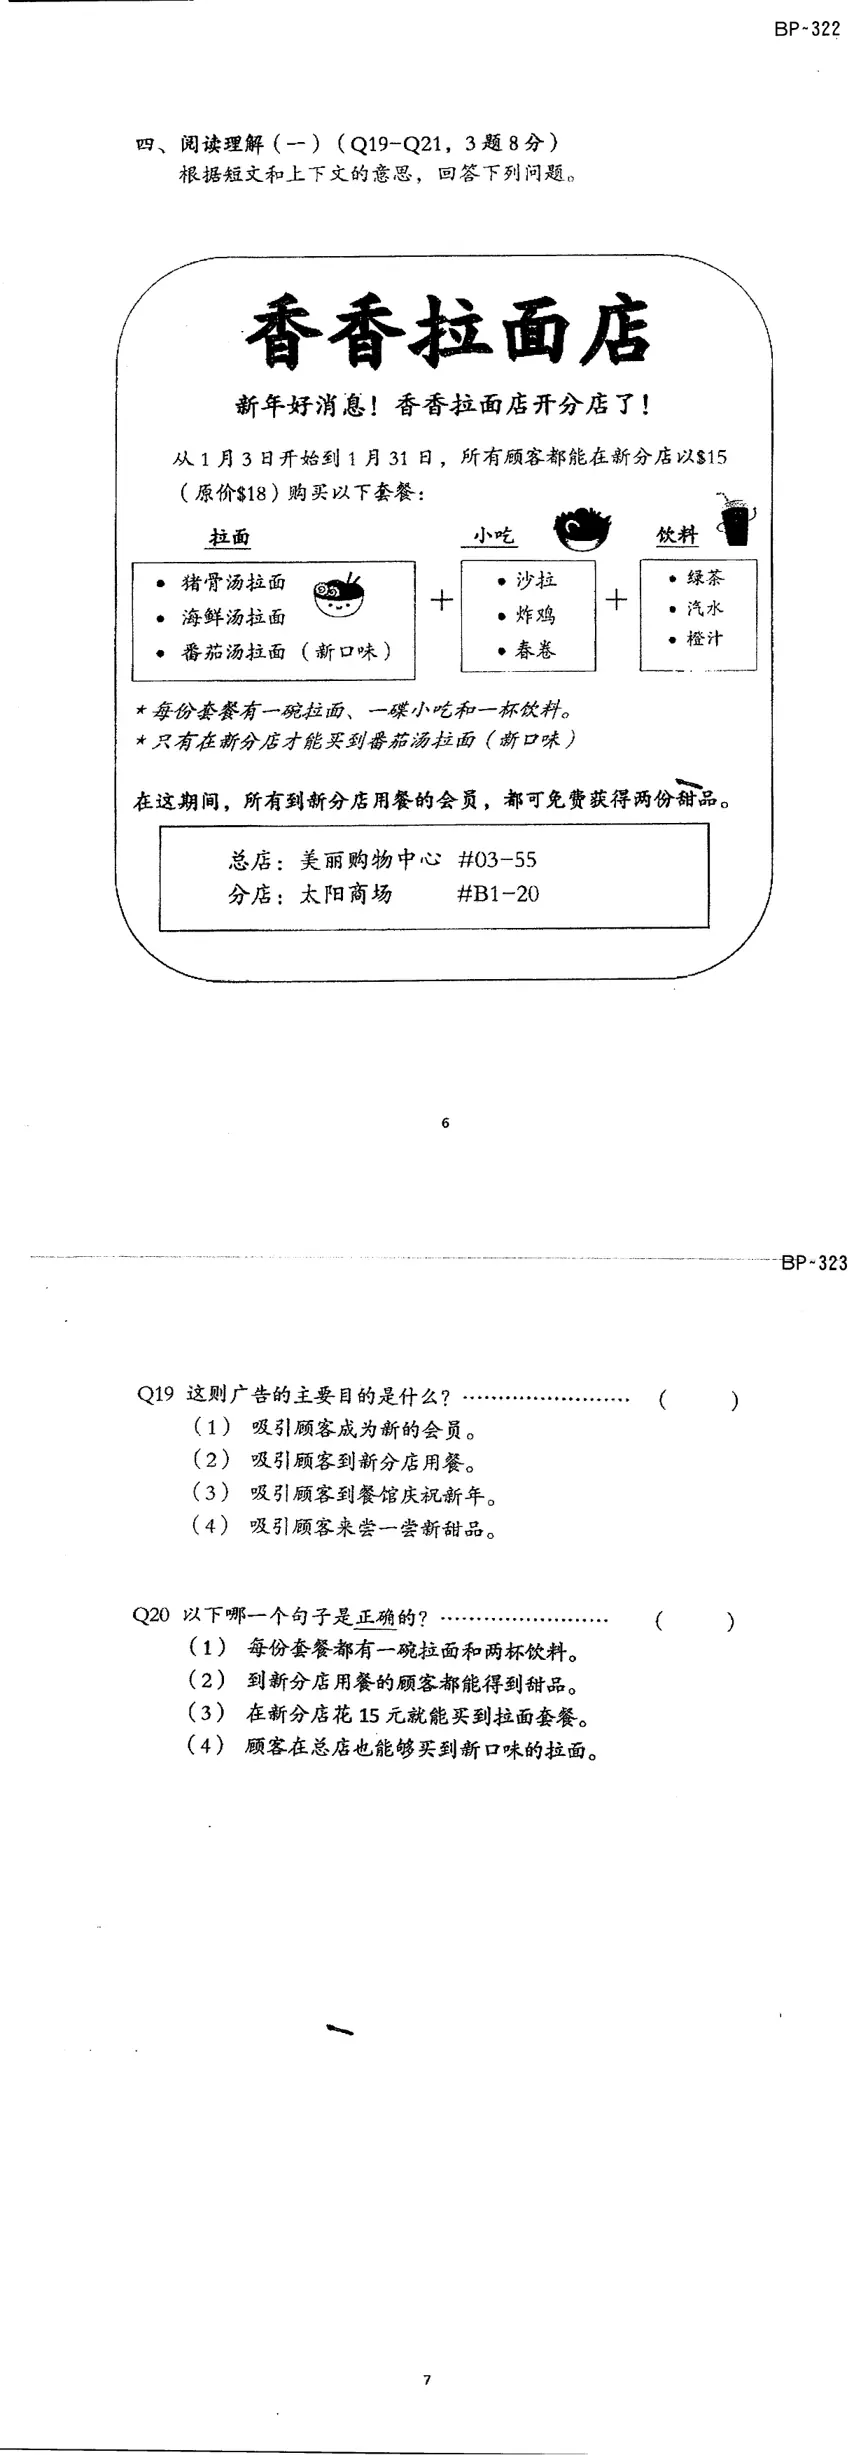 BP-322
四、阅读理解（一）（Q19-Q21，3题8分）
根据短文和上下文的意思，回答下列问题。
香香拉面店
新年好消息！香香拉面店开分店了！
从1月3日开始到1月31日，所有顾客都能在新分店以$15
（原价$18）购买以下套餐：
拉面 小吃 饮料
• 猪骨汤拉面
• 海鲜汤拉面
• 番茄汤拉面（新口味）
+
• 沙拉
• 炸鸡
• 春卷
+
• 绿茶
• 汽水
• 橙汁
*每份套餐有一碗拉面、一碟小吃和一杯饮料。
*只有在新分店才能买到番茄汤拉面（新口味）
在这期间，所有到新分店用餐的会员，都可免费获得两份甜品。
总店：美丽购物中心 #03-55
分店：太阳商场 #B1-20
6
BP-323
Q19 这则广告的主要目的是什么？……………………（ ）
（1） 吸引顾客成为新的会员。
（2） 吸引顾客到新分店用餐。
（3） 吸引顾客到餐馆庆祝新年。
（4） 吸引顾客来尝一尝新甜品。
Q20 以下哪一个句子是正确的？……………………（ ）
（1） 每份套餐都有一碗拉面和两杯饮料。
（2） 到新分店用餐的顾客都能得到甜品。
（3） 在新分店花15元就能买到拉面套餐。
（4） 顾客在总店也能够买到新口味的拉面。
7